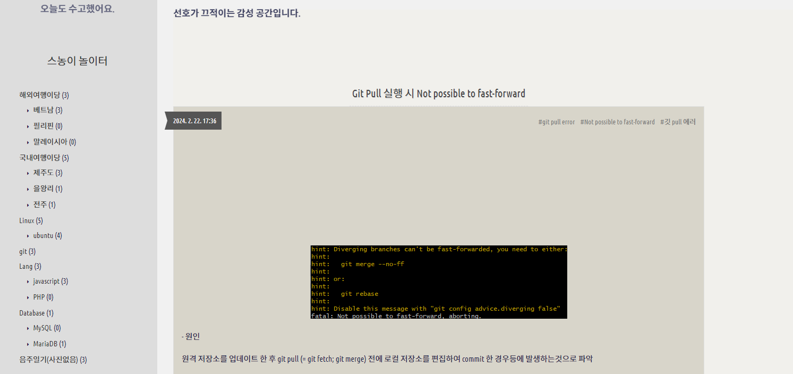 오늘도 수고했어요.
스농이 놀이터
해외여행이당 (3)
베트남 (3)
필리핀 (0)
말레이시아 (0)
국내여행이당 (5)
제주도 (3)
을왕리 (1)
전주 (1)
Linux (5)
ubuntu (4)
git (3)
Lang (3)
javascript (3)
PHP (0)
Database (1)
MySQL (0)
MariaDB (1)
음주일기(사진없음) (3)
선호가 끄적이는 감성 공간입니다.
Git Pull 실행 시 Not possible to fast-forward
2024. 2. 22. 17:36
#git pull error #Not possible to fast-forward #깃 pull 에러
hint: Diverging branches can't be fast-forwarded, you need to either:
hint:
hint:   git merge --no-ff
hint:
hint: or:
hint:
hint:   git rebase
hint:
hint: Disable this message with "git config advice.diverging false"
fatal: Not possible to fast-forward, aborting.
- 원인
원격 저장소를 업데이트 한 후 git pull (= git fetch; git merge) 전에 로컬 저장소를 편집하여 commit 한 경우등에 발생하는것으로 파악